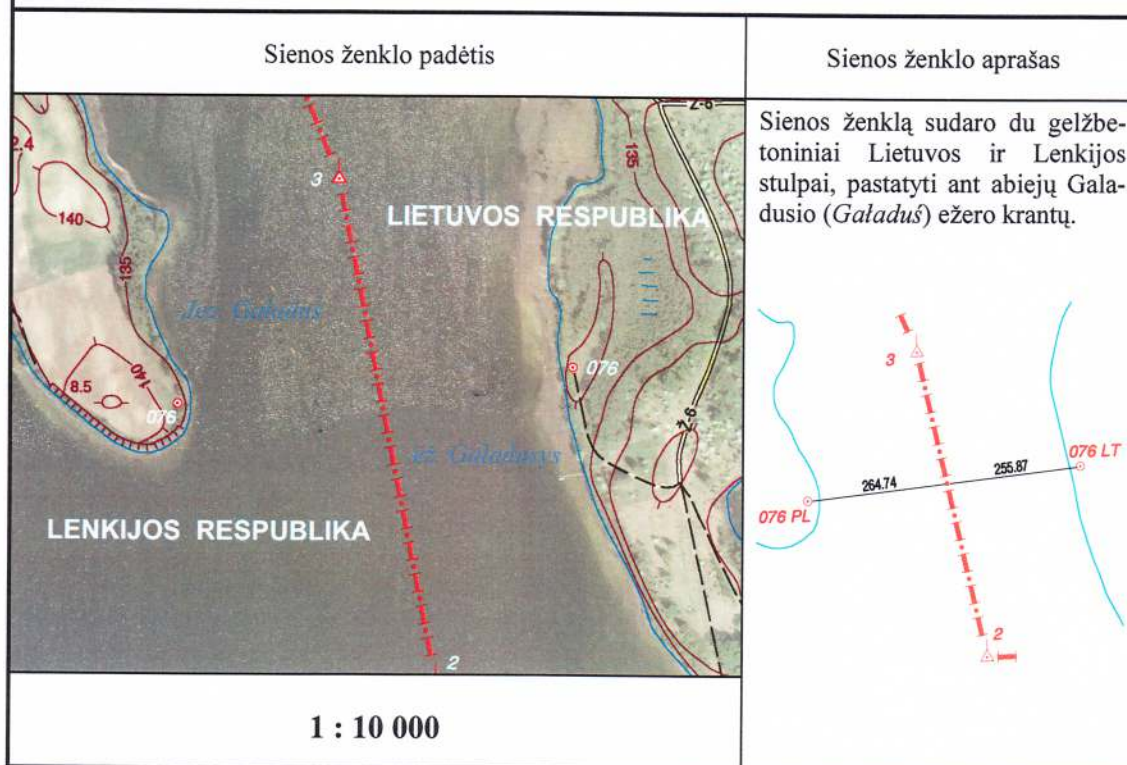 Sienos ženklo padėtis
Sienos ženklo aprašas
2.4
140
135
3
LIETUVOS RESPUBLIKA
135
Ž-6
Jez. Gaładuś
140
8.5
076
076
Ž-6
ež. Galadusys
LENKIJOS RESPUBLIKA
2
1 : 10 000
Sienos ženklą sudaro du gelžbe-
toniniai Lietuvos ir Lenkijos
stulpai, pastatyti ant abiejų Gala-
dusio (Gaładuś) ežero krantų.
3
076 LT
255.87
264.74
076 PL
2